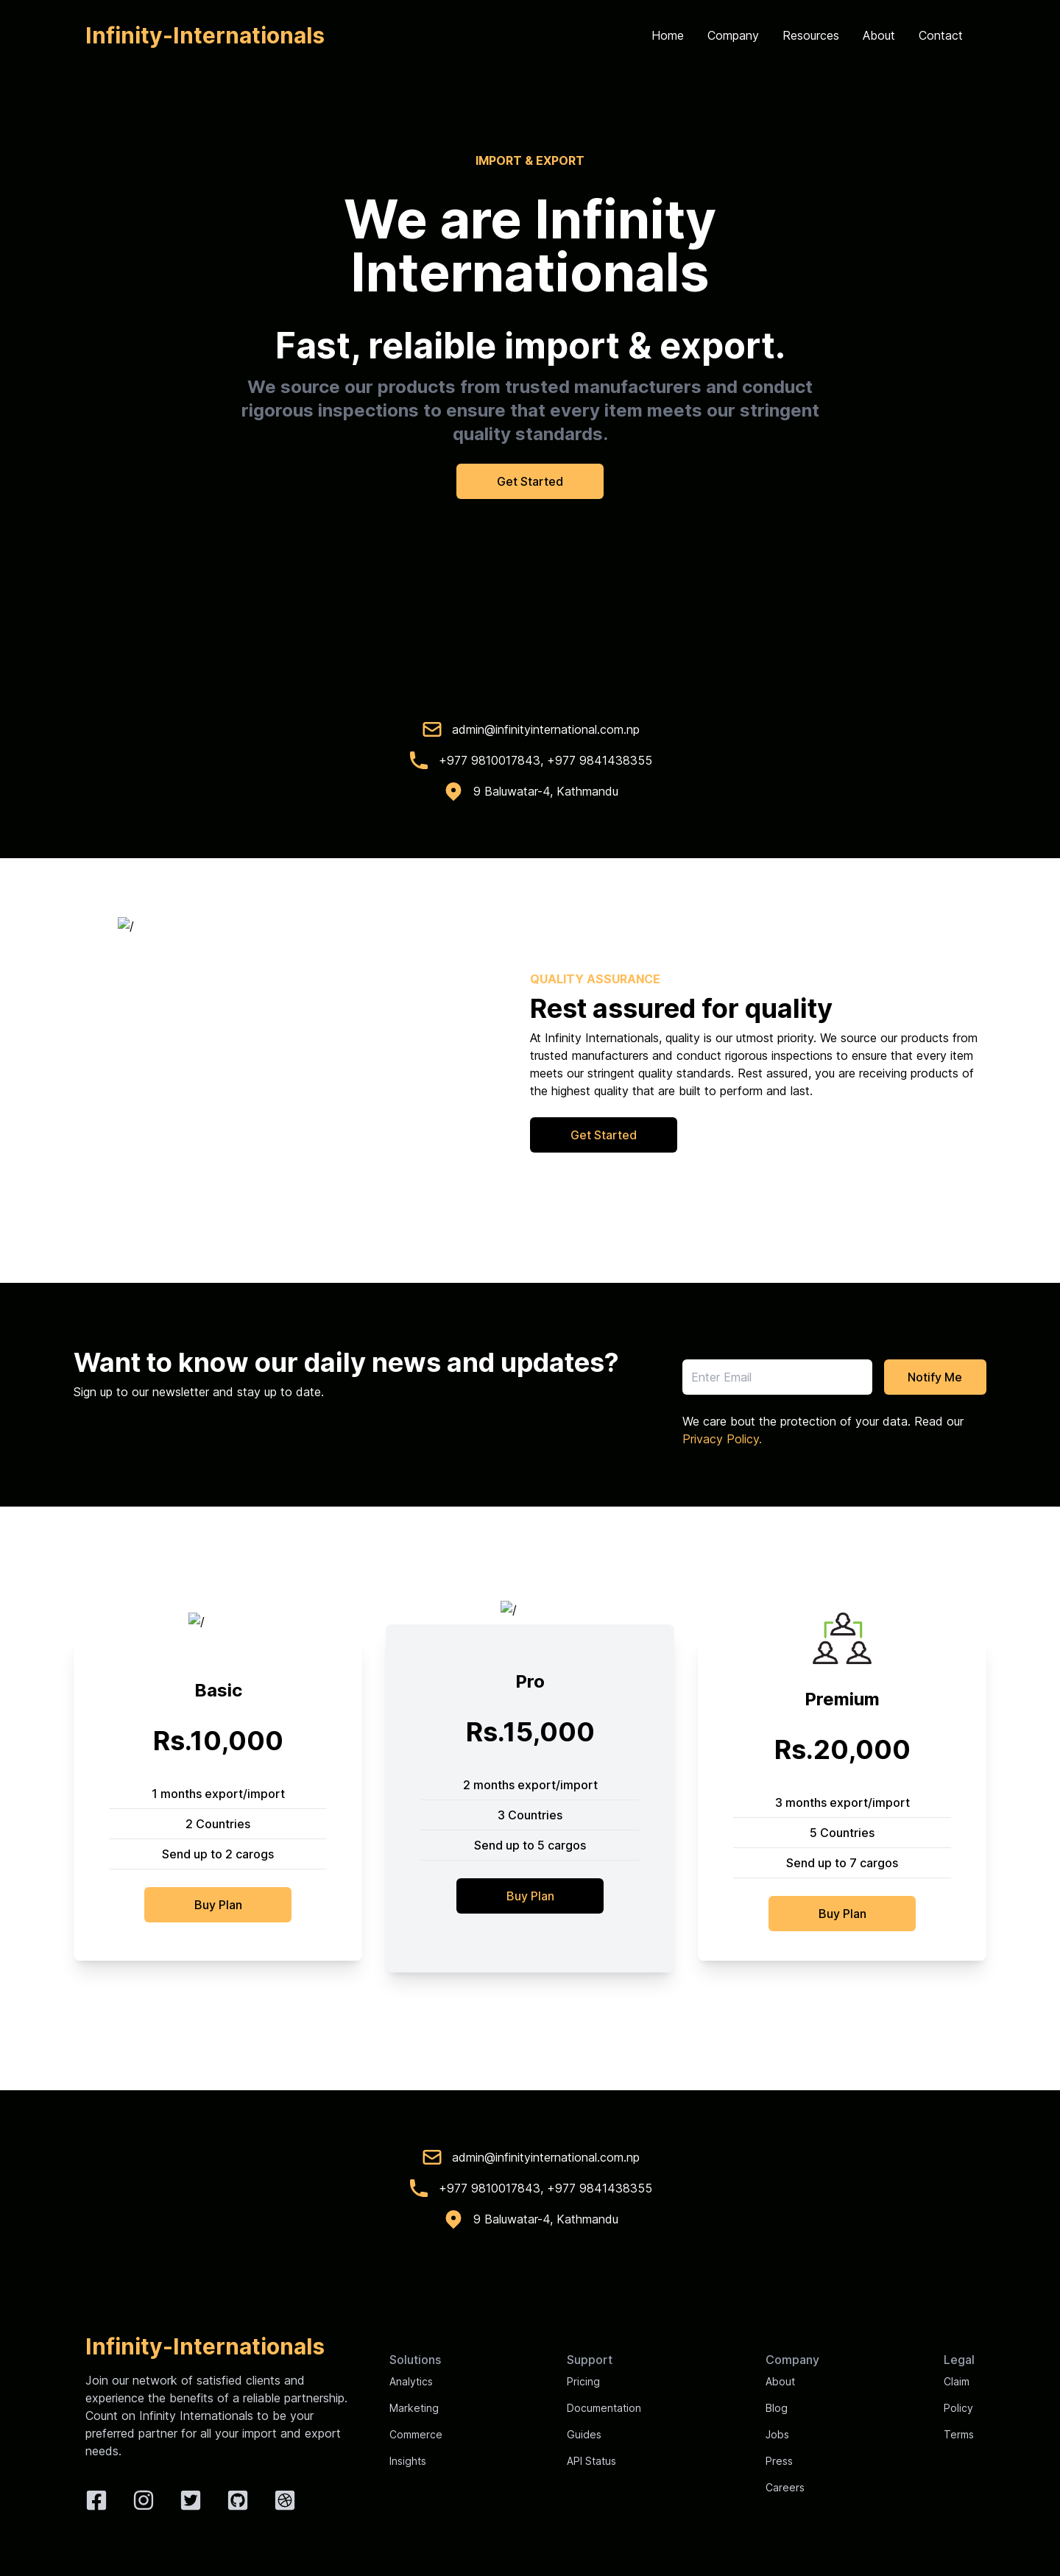 Infinity-Internationals
Home Company Resources About Contact
IMPORT & EXPORT
We are Infinity
Internationals
Fast, relaible import & export.
We source our products from trusted manufacturers and conduct
rigorous inspections to ensure that every item meets our stringent
quality standards.
Get Started
admin@infinityinternational.com.np
+977 9810017843, +977 9841438355
9 Baluwatar-4, Kathmandu
/
QUALITY ASSURANCE
Rest assured for quality
At Infinity Internationals, quality is our utmost priority. We source our products from
trusted manufacturers and conduct rigorous inspections to ensure that every item
meets our stringent quality standards. Rest assured, you are receiving products of
the highest quality that are built to perform and last.
Get Started
Want to know our daily news and updates?
Sign up to our newsletter and stay up to date.
Enter Email
Notify Me
We care bout the protection of your data. Read our
Privacy Policy.
/
Basic
Rs.10,000
1 months export/import
2 Countries
Send up to 2 carogs
Buy Plan
/
Pro
Rs.15,000
2 months export/import
3 Countries
Send up to 5 cargos
Buy Plan
Premium
Rs.20,000
3 months export/import
5 Countries
Send up to 7 cargos
Buy Plan
admin@infinityinternational.com.np
+977 9810017843, +977 9841438355
9 Baluwatar-4, Kathmandu
Infinity-Internationals
Join our network of satisfied clients and
experience the benefits of a reliable partnership.
Count on Infinity Internationals to be your
preferred partner for all your import and export
needs.
Solutions
Analytics
Marketing
Commerce
Insights
Support
Pricing
Documentation
Guides
API Status
Company
About
Blog
Jobs
Press
Careers
Legal
Claim
Policy
Terms